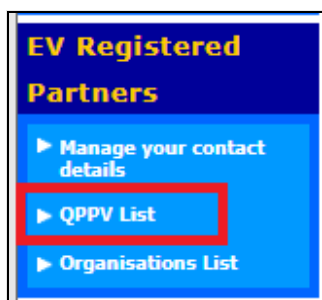 EV Registered
Partners
Manage your contact
details
QPPV List
Organisations List